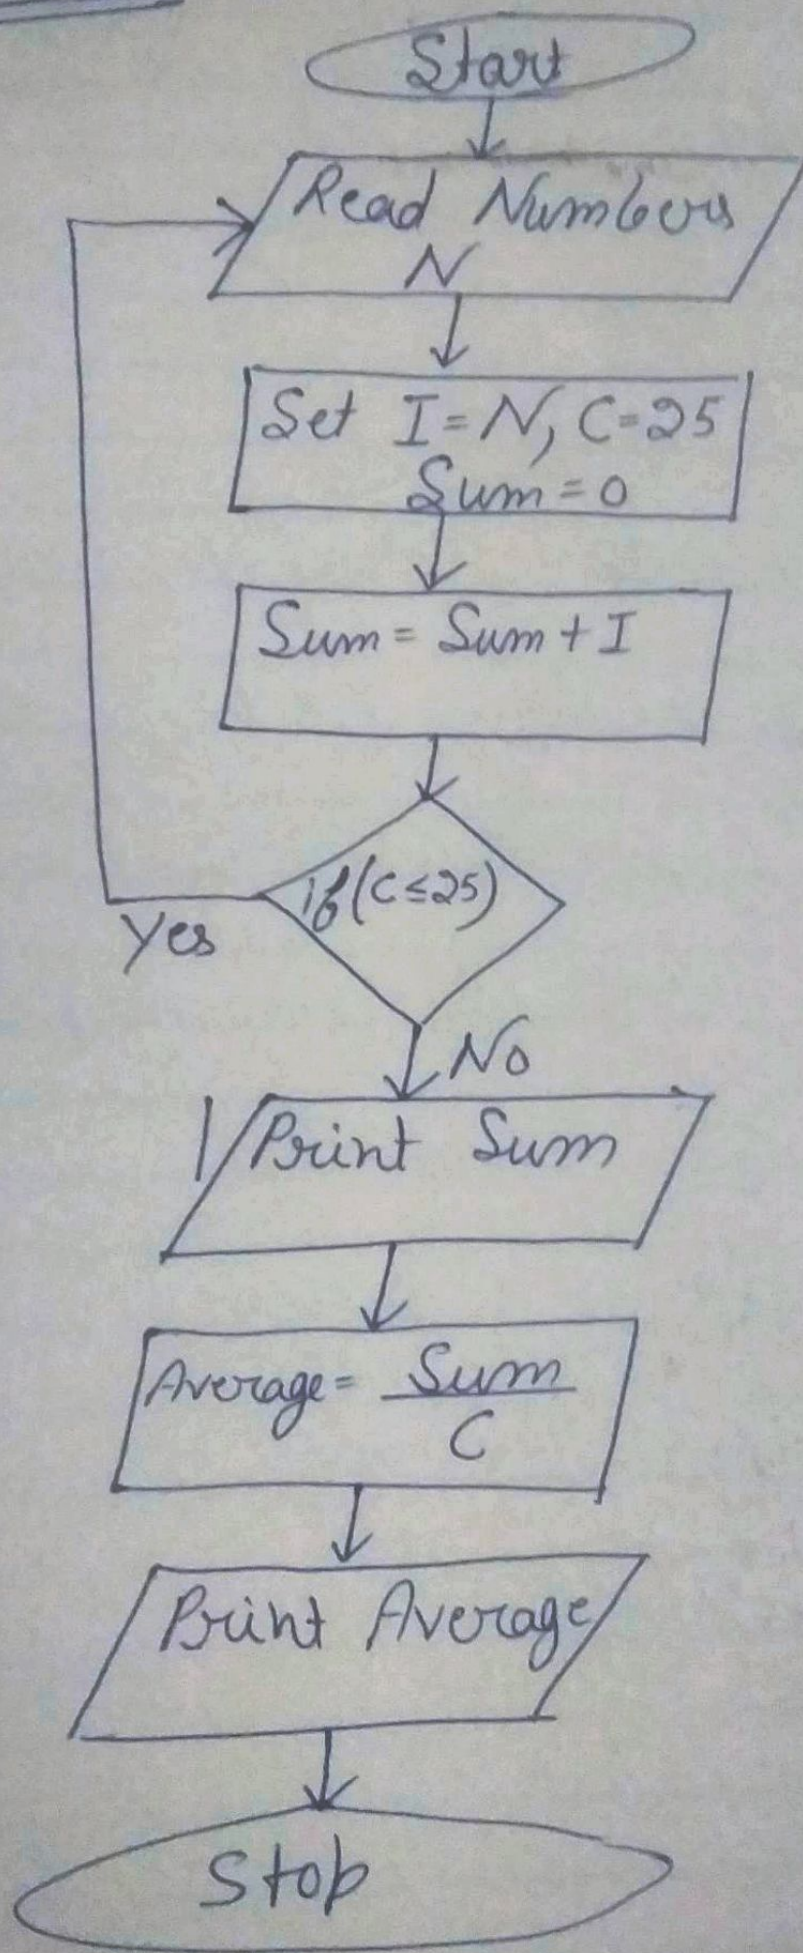 Start
Read Numbers
N
Set I=N, C=25
Sum=0
Sum= Sum+I
if(C≤25)
Yes
No
Print Sum
Average= Sum
C
Print Average
Stop